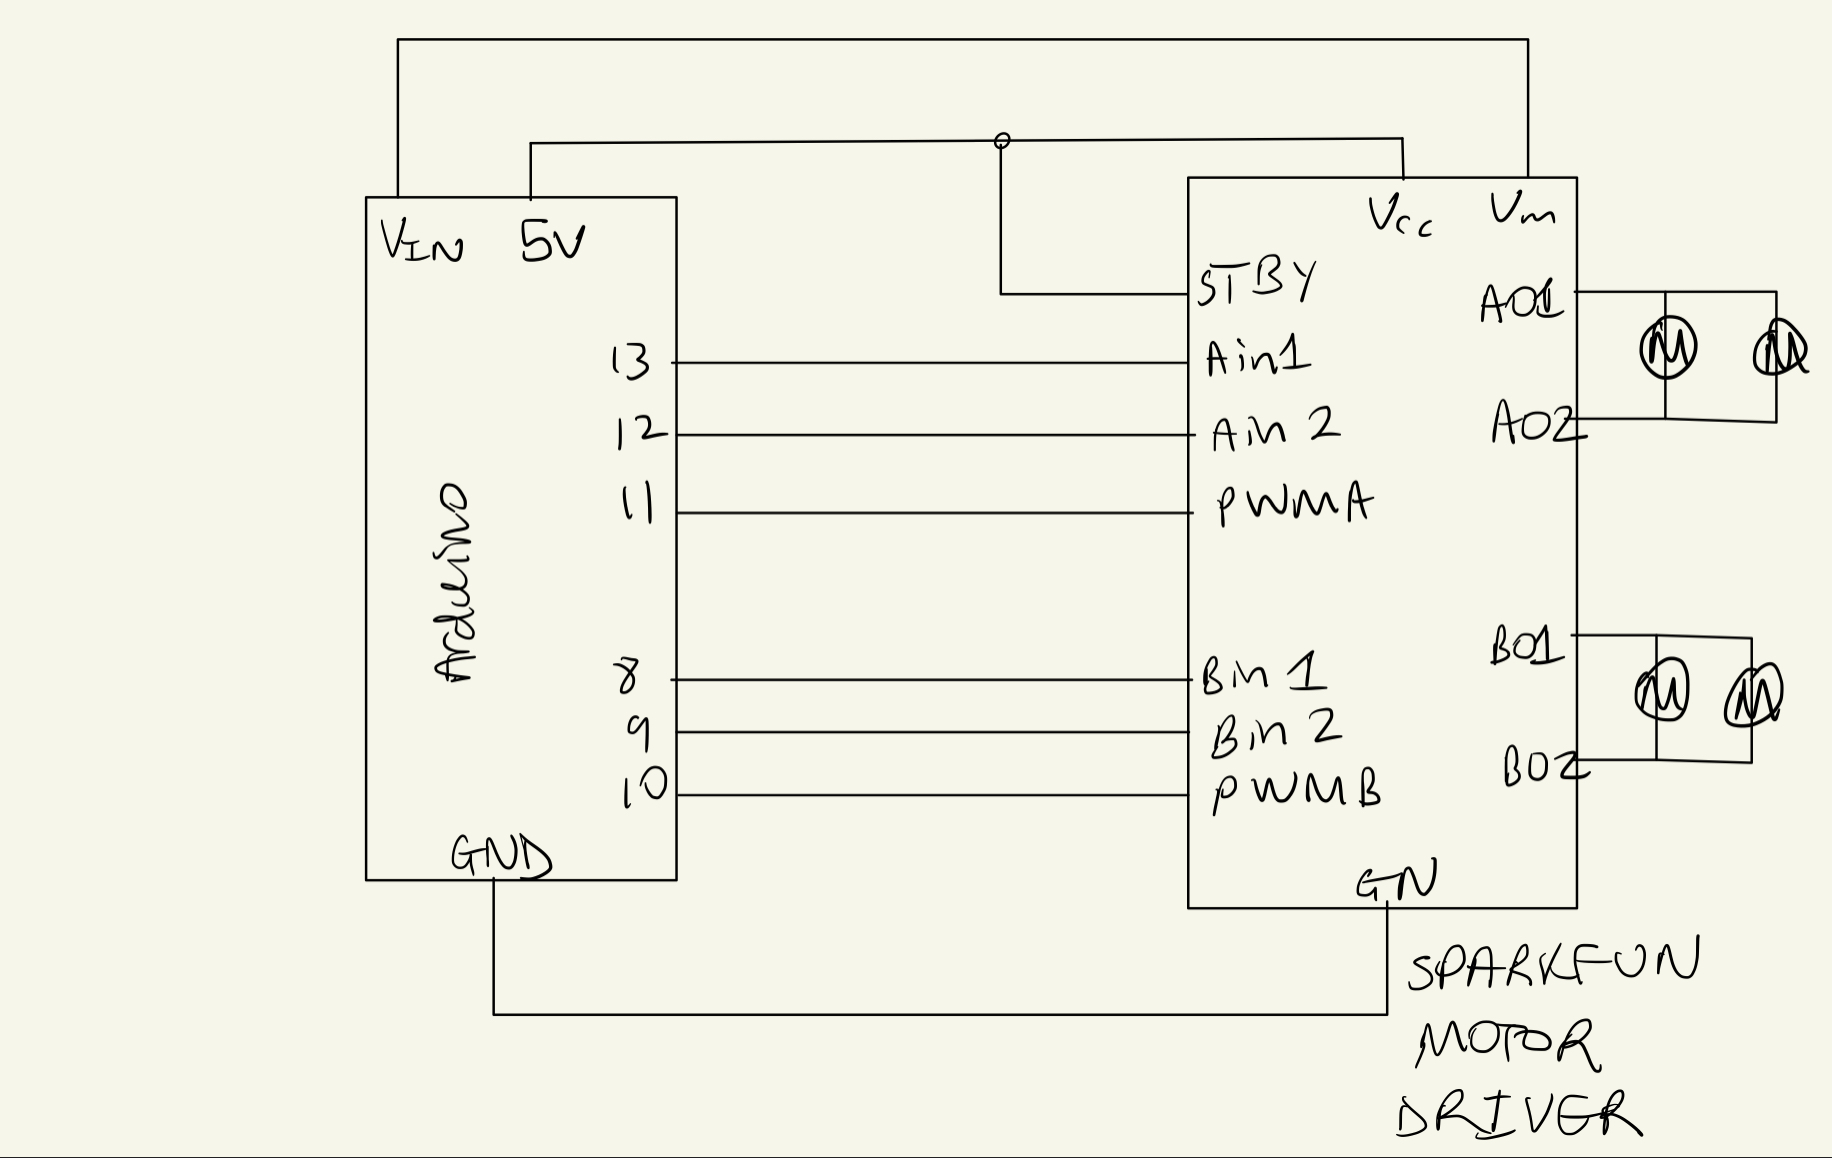 VIN 5V
Vcc Vm
STBY
AO1
13
Ain1
12
Ain 2
AO2
11
PWMA
Arduino
8
Bin 1
BO1
9
Bin 2
10
PWMB
BO2
GND
GN
M M
M M
SPARKFUN
MOTOR
DRIVER